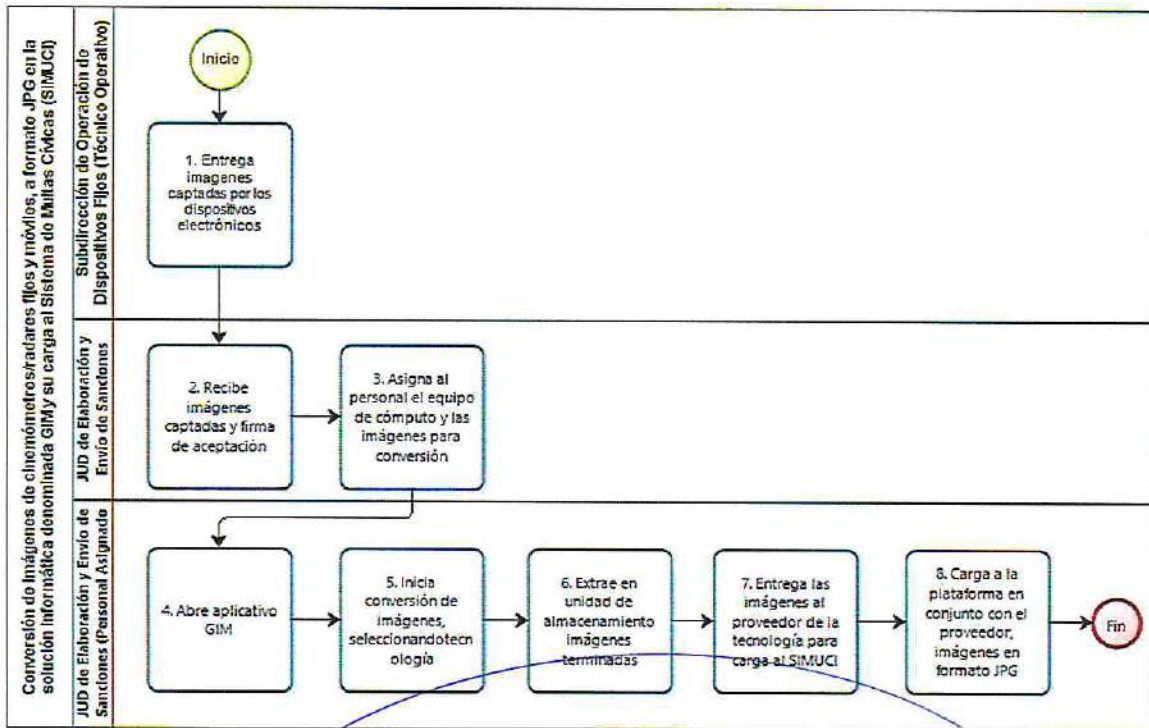 Conversión de imágenes de cinemómetros/radares fijos y móviles, a formato JPG en la
solución informática denominada GIM y su carga al Sistema de Multas Cívicas (SIMUCI)
Subdirección de Operación de
Dispositivos Fijos (Técnico Operativo)
Inicio
1. Entrega
imagenes
captadas por los
dispositivos
electrónicos
JUD de Elaboración y
Envío de Sanciones
2. Recibe
imágenes
captadas y firma
de aceptación
3. Asigna al
personal el equipo
de cómputo y las
imágenes para
conversión
JUD de Elaboración y Envío de
Sanciones (Personal Asignado
4. Abre aplicativo
GIM
5. Inicia
conversión de
imágenes,
seleccionandotecn
ología
6. Extrae en
unidad de
almacenamiento
imágenes
terminadas
7. Entrega las
imágenes al
proveedor de la
tecnología para
carga al SIMUCI
8. Carga a la
plataforma en
conjunto con el
proveedor,
imágenes en
formato JPG
Fin